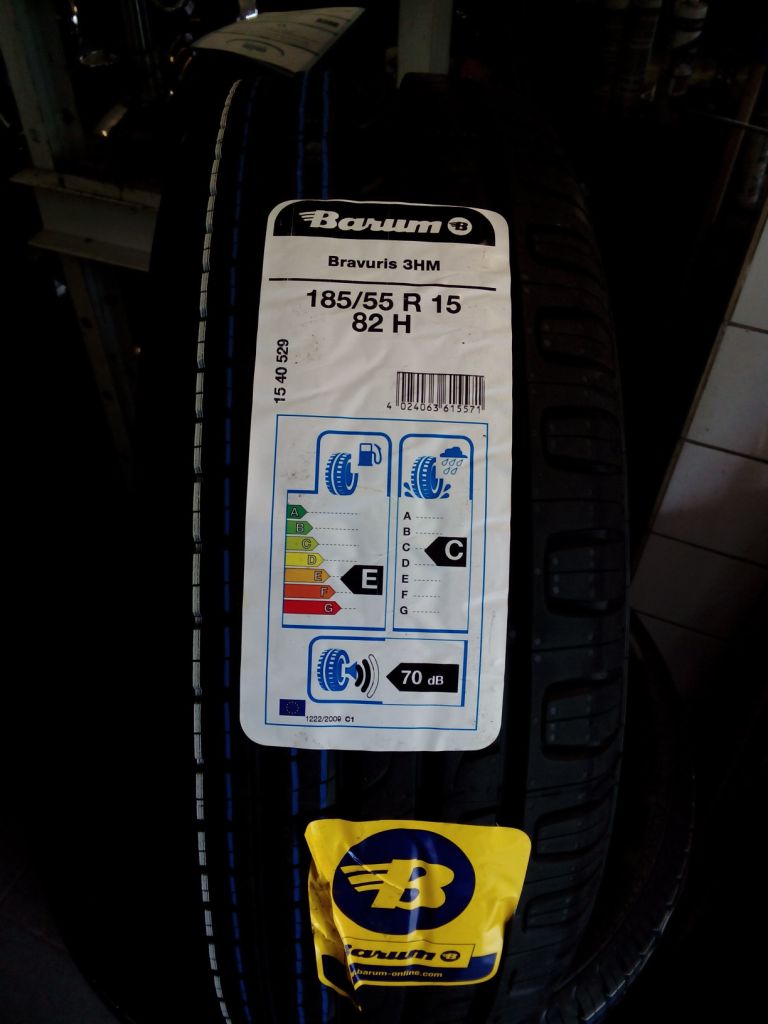 Barum B
Bravuris 3HM
185/55 R 15
82 H
15 40 529
4 024063 615571
A
B
C
D
E
F
G
E
A
B
C
D
E
F
G
C
70 dB
1222/2009 C1
B
Barum B
barum-online.com